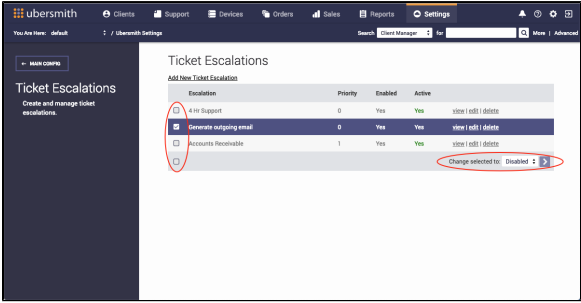 ubersmith Clients Support Devices Orders Sales Reports Settings
You Are Here: default / Ubersmith Settings Search Client Manager for More | Advanced
← MAIN CONFIG
Ticket Escalations
Create and manage ticket
escalations.
Ticket Escalations
Add New Ticket Escalation
Escalation Priority Enabled Active
4 Hr Support 0 Yes Yes view | edit | delete
Generate outgoing email 0 Yes Yes view | edit | delete
Accounts Receivable 1 Yes Yes view | edit | delete
Change selected to: Disabled